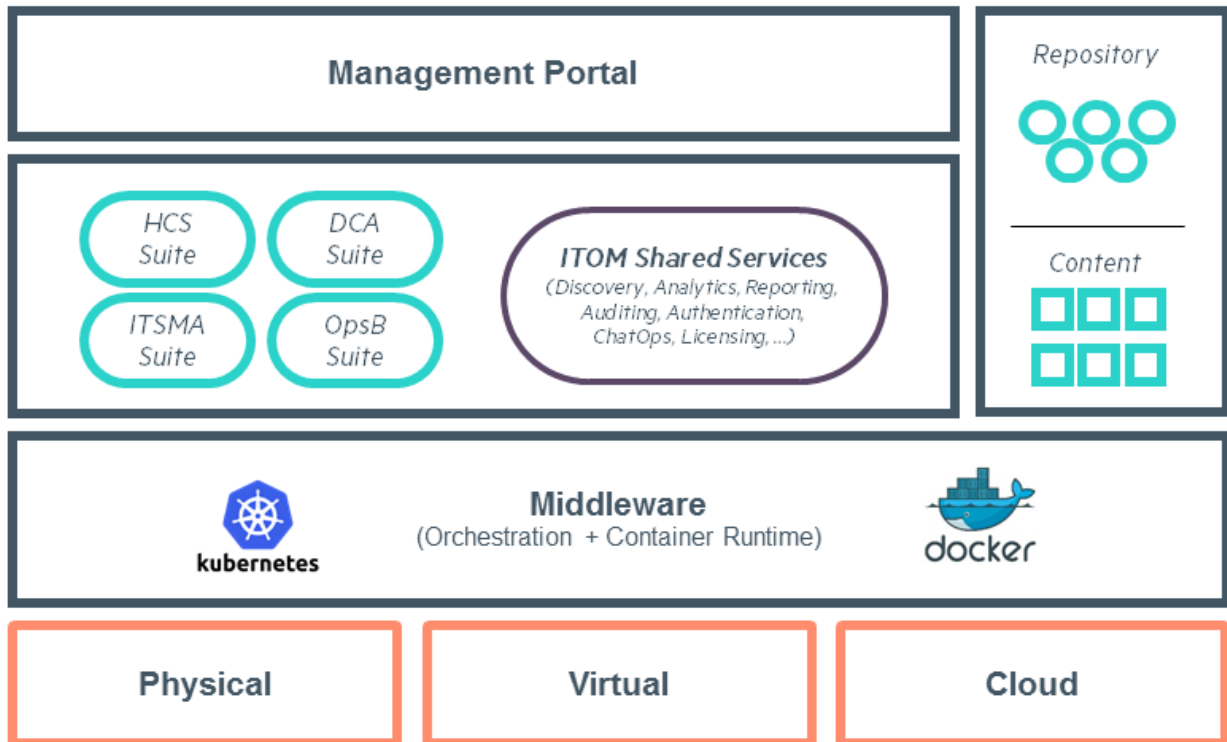 Management Portal
Repository
HCS
Suite
DCA
Suite
ITSMA
Suite
OpsB
Suite
ITOM Shared Services
(Discovery, Analytics, Reporting,
Auditing, Authentication,
ChatOps, Licensing, ...)
Content
kubernetes
Middleware
(Orchestration + Container Runtime)
docker
Physical
Virtual
Cloud